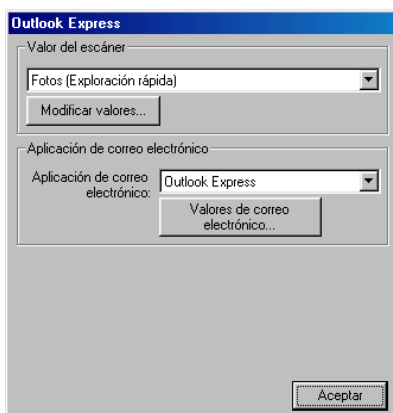 Outlook Express
Valor del escáner
Fotos (Exploración rápida)
Modificar valores...
Aplicación de correo electrónico
Aplicación de correo
electrónico:
Outlook Express
Valores de correo
electrónico...
Aceptar